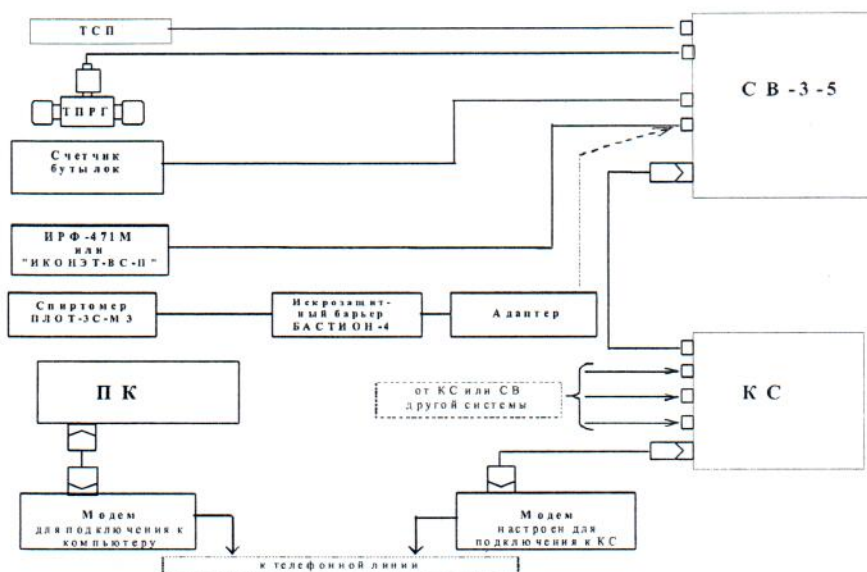 ТСП
СВ-3-5
ТПРГ
Счетчик
бутылок
ИРФ-471М
или
"ИКОНЭТ-ВС-П"
Спиртомер
ПЛОТ-3С-М3
Искрозащит-
ный барьер
БАСТИОН-4
Адаптер
ПК
от КС или СВ
другой системы
КС
Модем
для подключения к
компьютеру
Модем
настроен для
подключения к КС
к телефонной линии